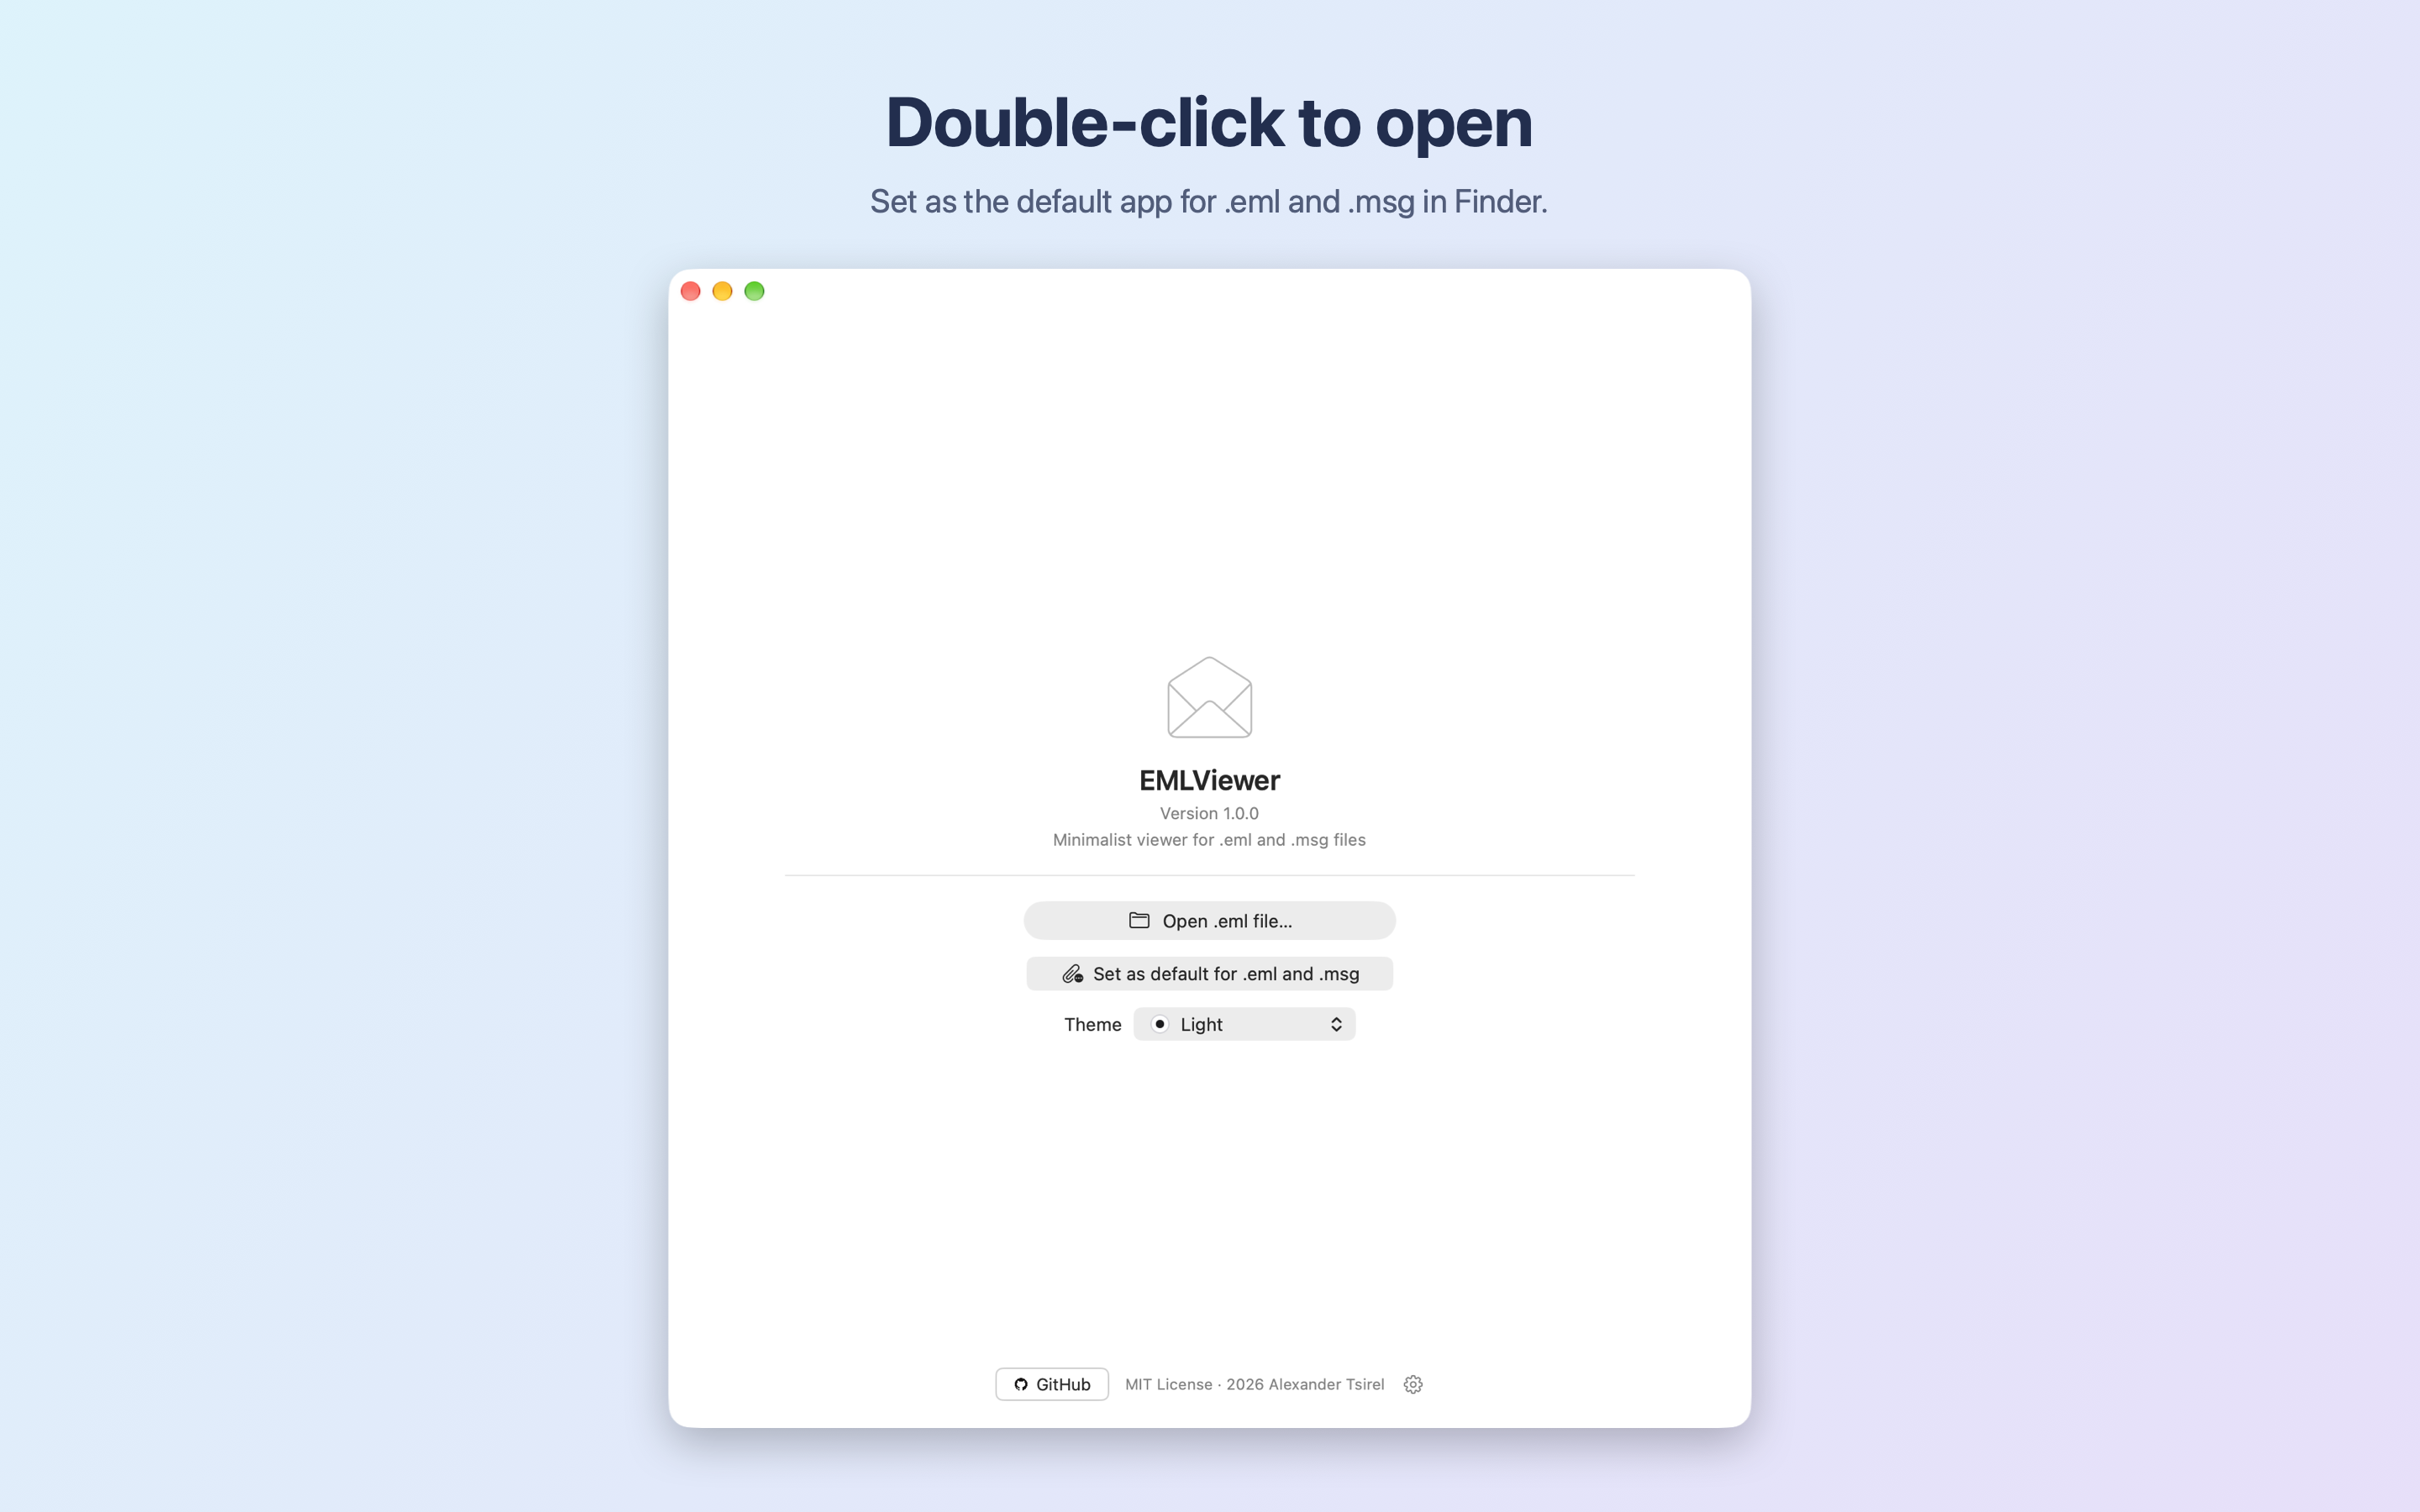 Double-click to open
Set as the default app for .eml and .msg in Finder.
EMLViewer
Version 1.0.0
Minimalist viewer for .eml and .msg files
Open .eml file...
Set as default for .eml and .msg
Theme Light
GitHub MIT License · 2026 Alexander Tsirel